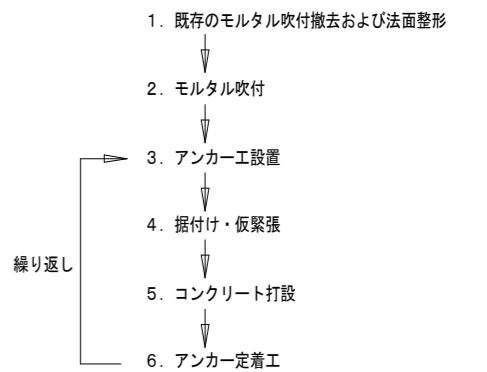 1. 既存のモルタル吹付撤去および法面整形
2. モルタル吹付
3. アンカー工設置
4. 据付け・仮緊張
繰り返し
5. コンクリート打設
6. アンカー定着工